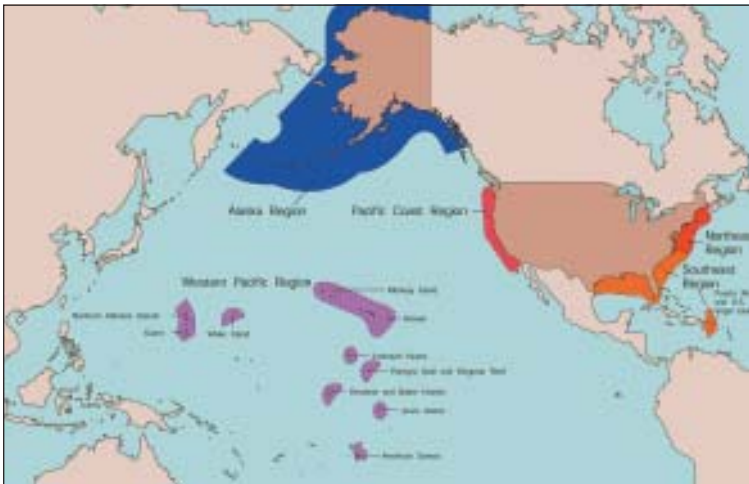 Alaska Region
Pacific Coast Region
Northeast
Region
Southeast
Region
Western Pacific Region
Midway Island
Hawaii
Northern Mariana Islands
Guam
Wake Island
Johnston
Palmyra Atoll and Kingman Reef
Howland and Baker Islands
Jarvis Island
American Samoa